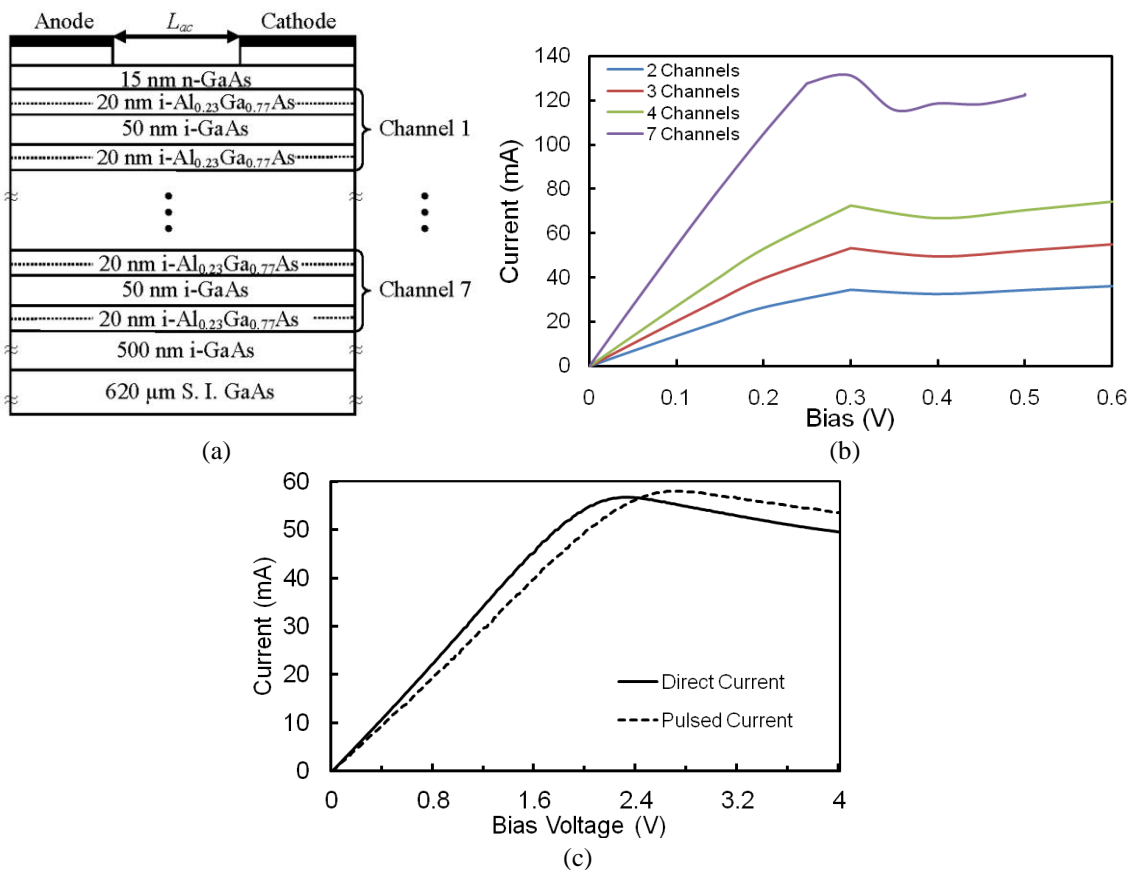 Anode
L_ac
Cathode
15 nm n-GaAs
20 nm i-Al0.23Ga0.77As
50 nm i-GaAs
20 nm i-Al0.23Ga0.77As
Channel 1
20 nm i-Al0.23Ga0.77As
50 nm i-GaAs
20 nm i-Al0.23Ga0.77As
Channel 7
500 nm i-GaAs
620 µm S. I. GaAs
(a)
Current (mA)
140
120
100
80
60
40
20
0
2 Channels
3 Channels
4 Channels
7 Channels
0 0.1 0.2 0.3 0.4 0.5 0.6
Bias (V)
(b)
Current (mA)
60
50
40
30
20
10
0
Direct Current
Pulsed Current
0 0.8 1.6 2.4 3.2 4
Bias Voltage (V)
(c)